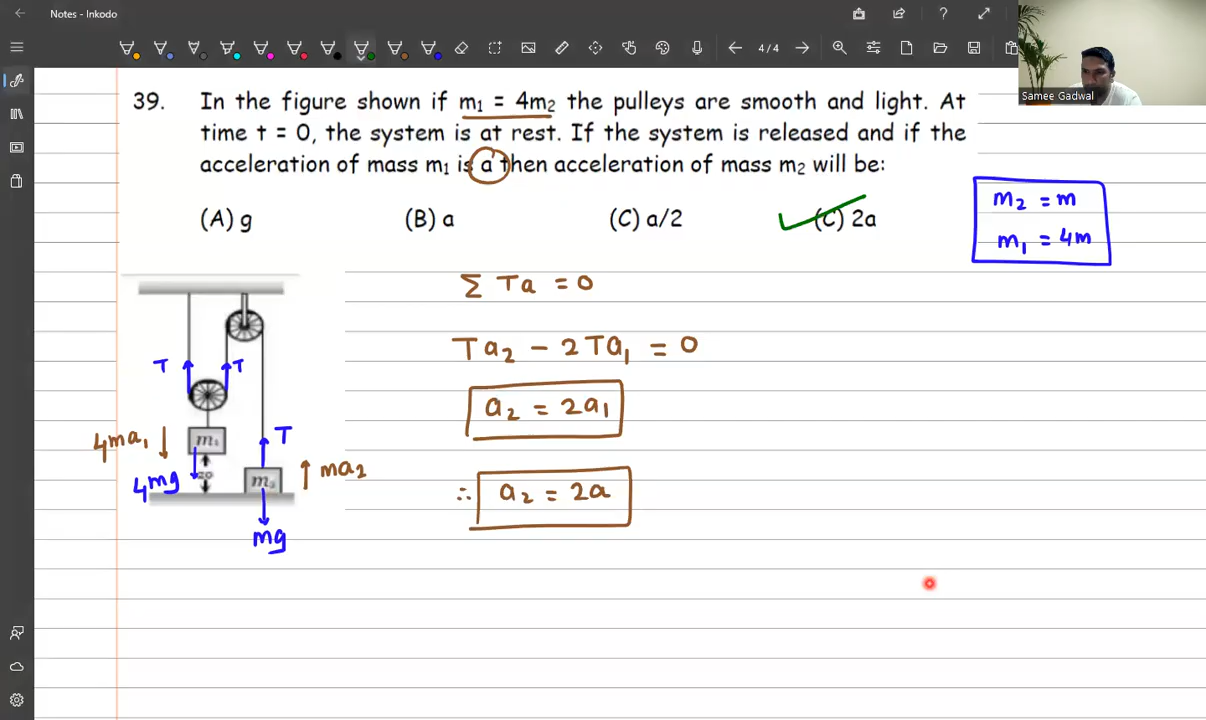 Notes - Inkodo
4/4
Samee Gadwal
39. In the figure shown if m₁ = 4m₂ the pulleys are smooth and light. At
time t = 0, the system is at rest. If the system is released and if the
acceleration of mass m₁ is a then acceleration of mass m₂ will be:
(A) g (B) a (C) a/2 (C) 2a
m₂ = m
m₁ = 4m
Σ Ta = 0
Ta₂ - 2Ta₁ = 0
a₂ = 2a₁
∴ a₂ = 2a
T T
4ma₁ m₁ T
4mg m₂ ma₂
mg